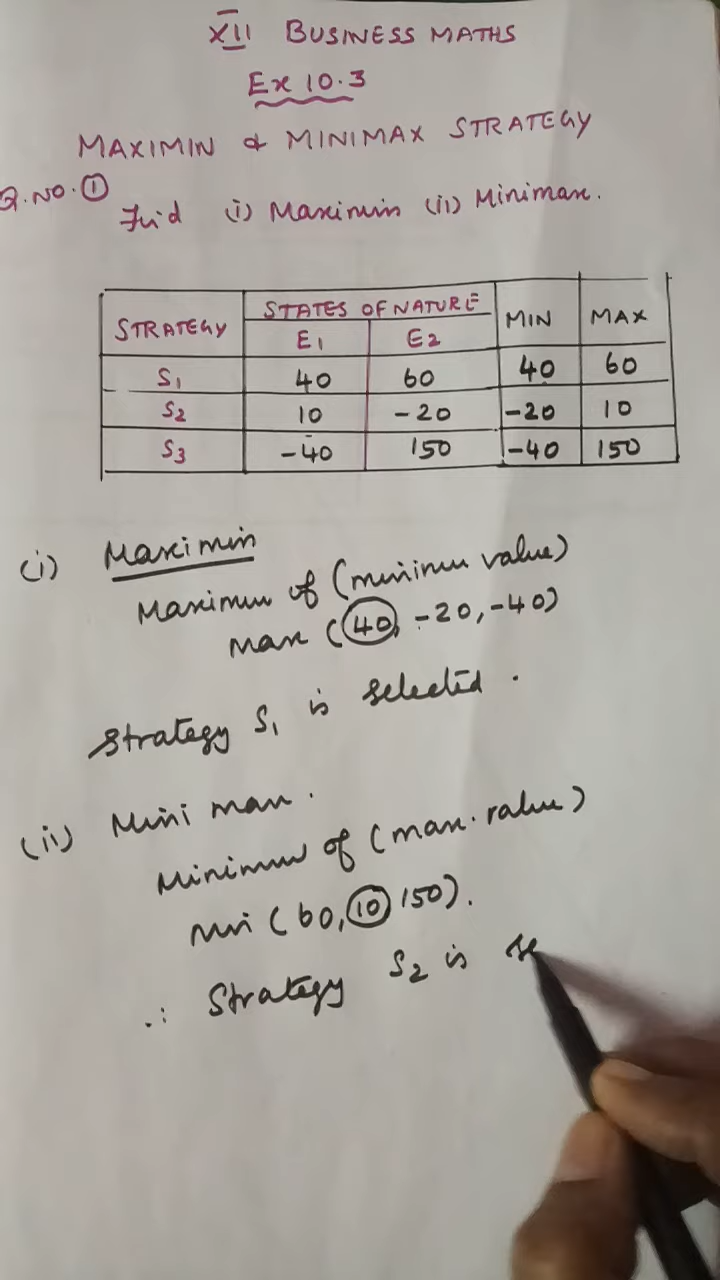 XII BUSINESS MATHS
Ex 10.3
MAXIMIN & MINIMAX STRATEGY
Q.NO.①
Find (i) Maximin (ii) Minimax.
STRATEGY STATES OF NATURE MIN MAX
E1 E2
S1 40 60 40 60
S2 10 -20 -20 10
S3 -40 150 -40 150
(i) Maximin
Maximum of (minimum value)
max (40, -20, -40)
Strategy S1 is selected.
(ii) Mini max.
Minimum of (max. value)
min (60, 10 150).
∴ Strategy S2 is se